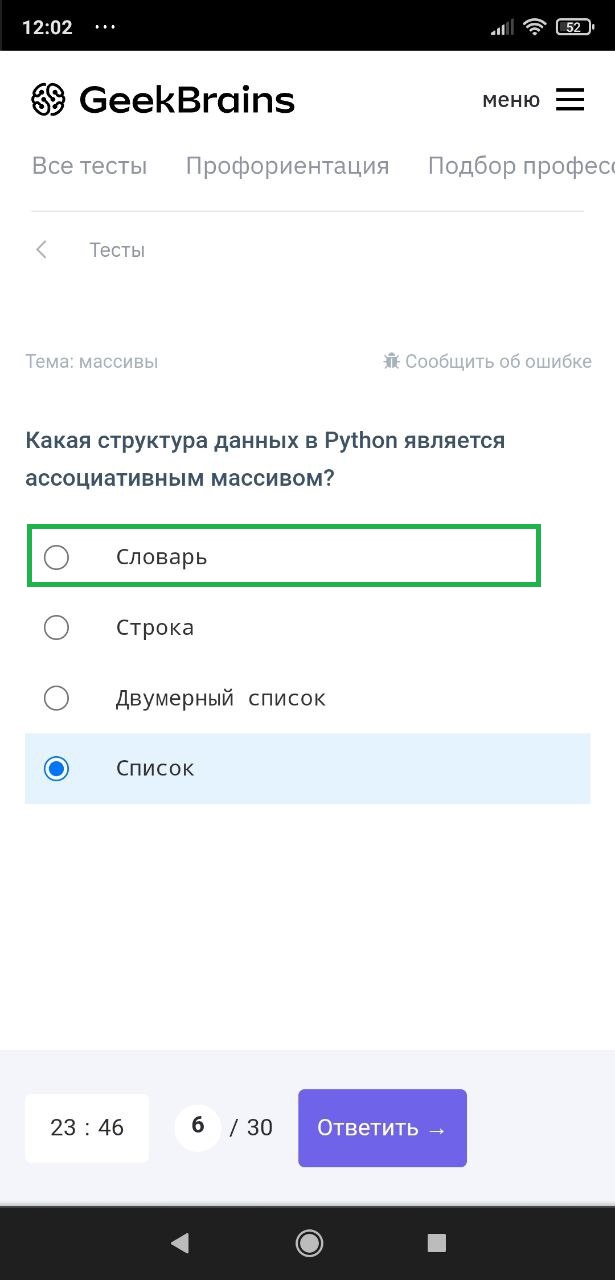 12:02 ... 52
GeekBrains меню
Все тесты Профориентация Подбор професс
Тесты
Тема: массивы Сообщить об ошибке
Какая структура данных в Python является
ассоциативным массивом?
Словарь
Строка
Двумерный список
Список
23 : 46 6 / 30 Ответить →